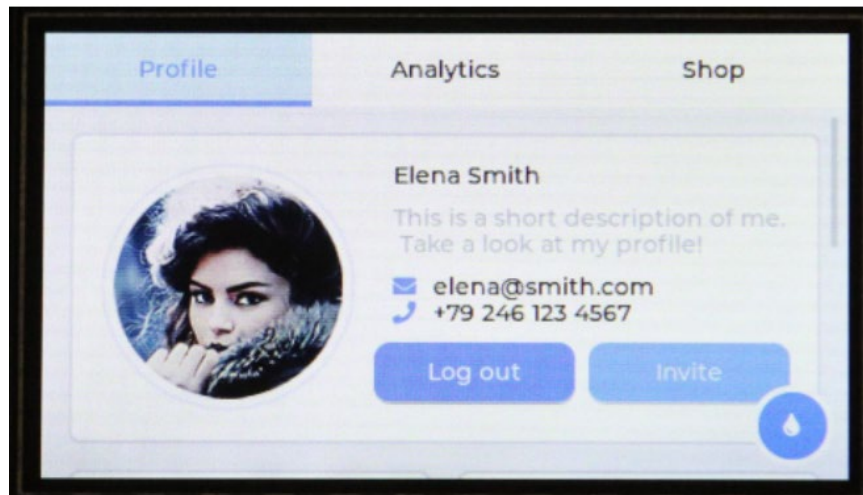 Profile
Analytics
Shop
Elena Smith
This is a short description of me.
Take a look at my profile!
elena@smith.com
+79 246 123 4567
Log out
Invite